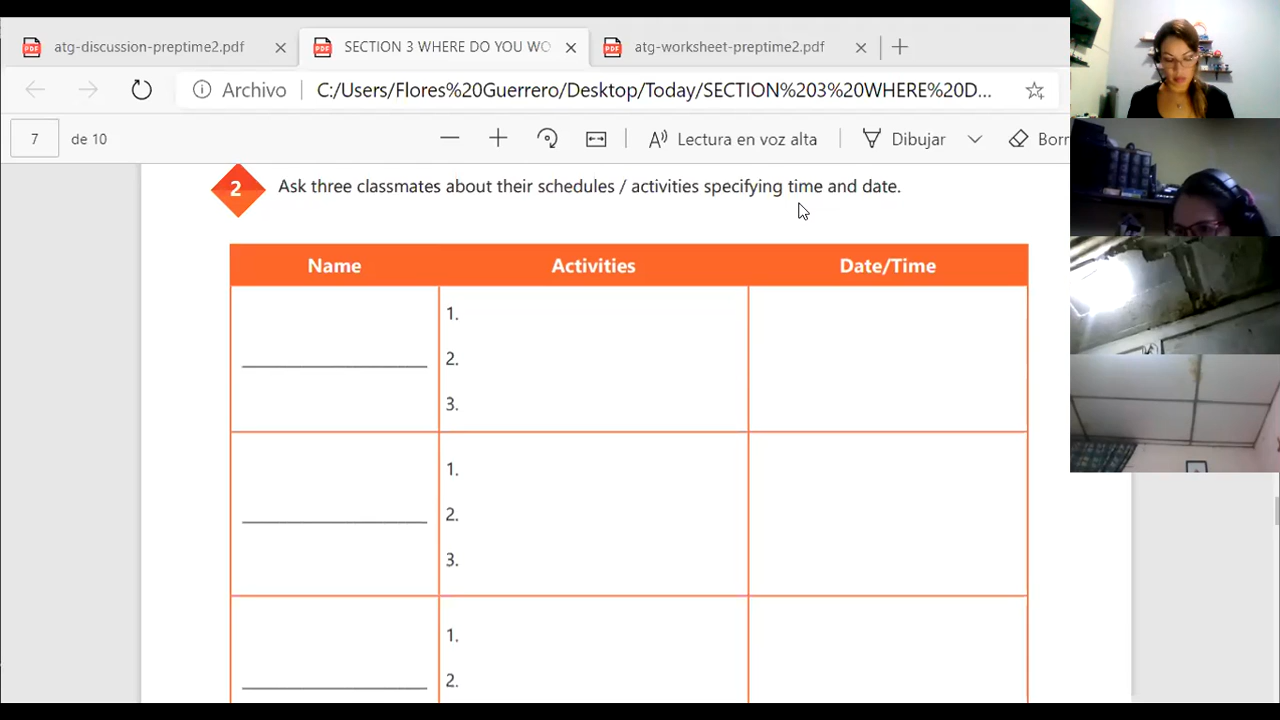 atg-discussion-preptime2.pdf
SECTION 3 WHERE DO YOU WO
atg-worksheet-preptime2.pdf
Archivo
C:/Users/Flores%20Guerrero/Desktop/Today/SECTION%203%20WHERE%20D...
7
de 10
Lectura en voz alta
Dibujar
Borr
2
Ask three classmates about their schedules / activities specifying time and date.
Name
Activities
Date/Time
1.
2.
3.
1.
2.
3.
1.
2.